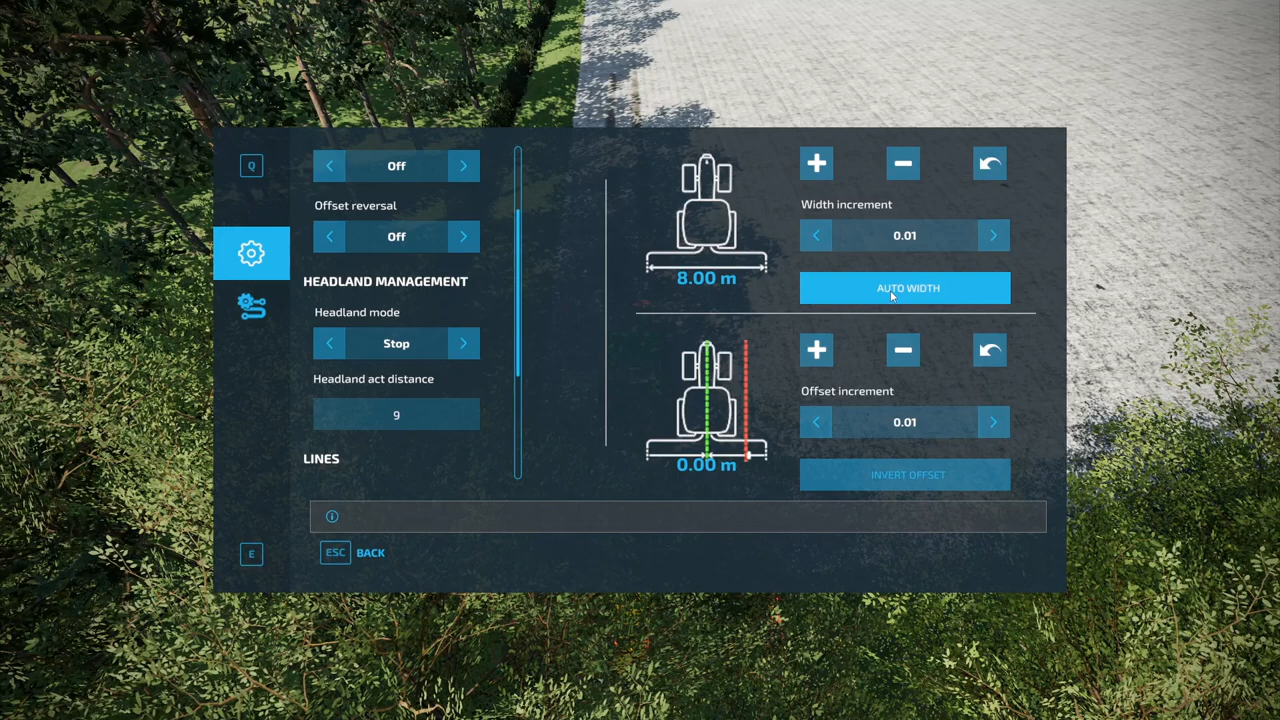 Q
Off
Offset reversal
Off
HEADLAND MANAGEMENT
Headland mode
Stop
Headland act distance
9
LINES
8.00 m
Width increment
0.01
AUTO WIDTH
0.00 m
Offset increment
0.01
INVERT OFFSET
E
ESC BACK